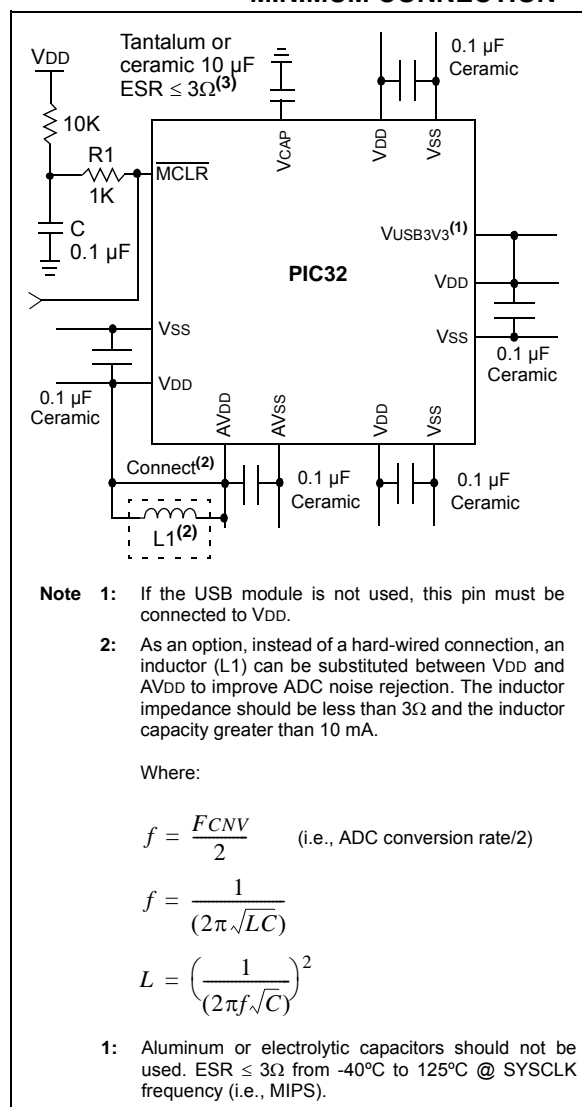 MINIMUM CONNECTION
VDD
Tantalum or
ceramic 10 µF
ESR ≤ 3Ω(3)
0.1 µF
Ceramic
10K
R1
1K
MCLR
VCAP
VDD
VSS
C
0.1 µF
VUSB3V3(1)
PIC32
VDD
VSS
0.1 µF
Ceramic
VSS
VDD
0.1 µF
Ceramic
AVDD
AVSS
VDD
VSS
Connect(2)
0.1 µF
Ceramic
0.1 µF
Ceramic
L1(2)
Note 1: If the USB module is not used, this pin must be
connected to VDD.
2: As an option, instead of a hard-wired connection, an
inductor (L1) can be substituted between VDD and
AVDD to improve ADC noise rejection. The inductor
impedance should be less than 3Ω and the inductor
capacity greater than 10 mA.
Where:
f = FCNV / 2 (i.e., ADC conversion rate/2)
f = 1 / (2π√LC)
L = (1 / (2πf√C))²
1: Aluminum or electrolytic capacitors should not be
used. ESR ≤ 3Ω from -40ºC to 125ºC @ SYSCLK
frequency (i.e., MIPS).